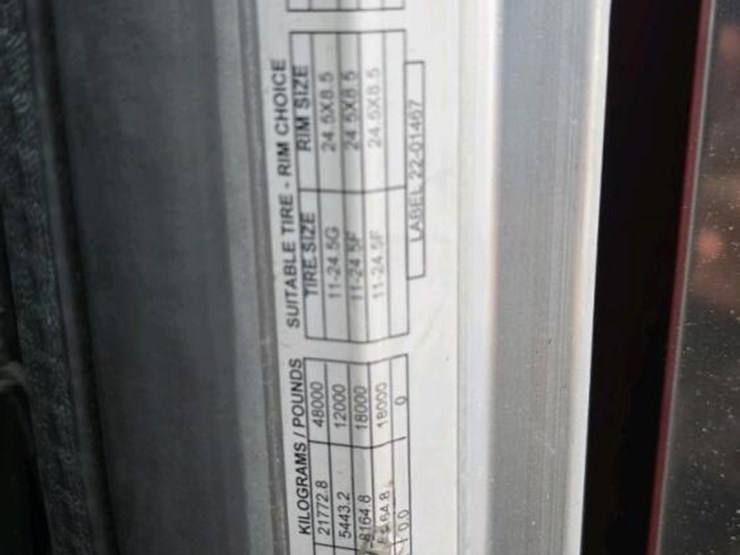 KILOGRAMS / POUNDS
21772.8 48000
5443.2 12000
8164.8 18000
18000
0.0 0
SUITABLE TIRE - RIM CHOICE
TIRE SIZE RIM SIZE
11-24.5G 24.5X8.5
11-24.5F 24.5X8.5
11-24.5F 24.5X8.5
LABEL 22-01467